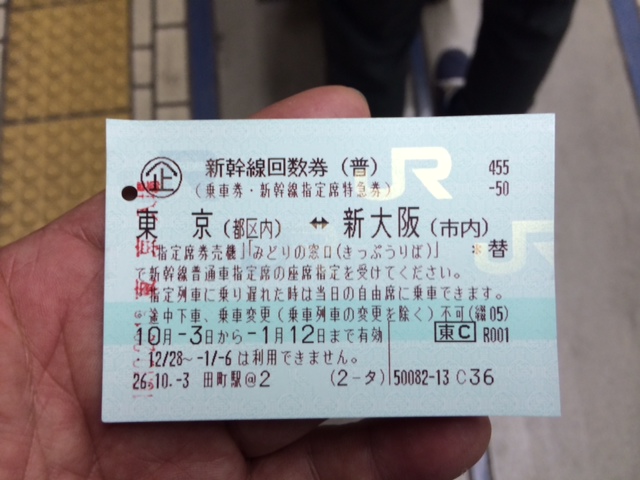 企 新幹線回数券(普) 455
(乗車券・新幹線指定席特急券) -50
JR
東 京(都区内) ↔ 新大阪(市内)
「指定席券売機」「みどりの窓口(きっぷうりば)」 *替
で新幹線普通車指定席の座席指定を受けてください。
指定列車に乗り遅れた時は当日の自由席に乗車できます。
途中下車、乗車変更(乗車列車の変更を除く)不可(綴05)
10月-3日から-1月12日まで有効 東C R001
12/28~-1/-6は利用できません。
26.10.-3 田町駅@2 (2-タ) 50082-13 C36